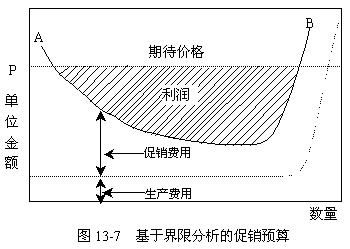 A
B
期待价格
P
单位金额
利润
促销费用
生产费用
数量
图 13-7 基于界限分析的促销预算